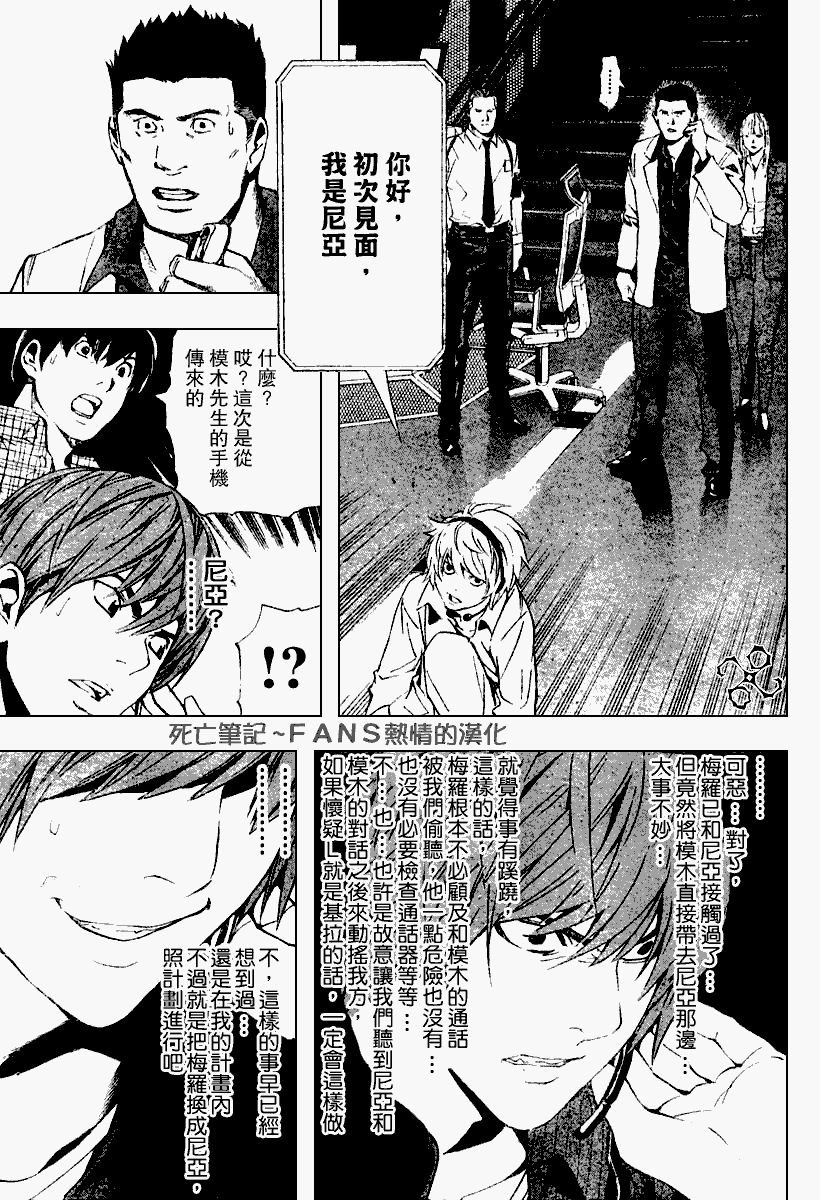 ……
你好，
初次見面，
我是尼亞
什麼？
哎？這次是從
模木先生的手機
傳來的
尼亞？
………
!?
死亡筆記~FANS熱情的漢化
………
可惡…對了，
梅羅已和尼亞接觸過了…
但竟然將模木直接帶去尼亞那邊…
大事不妙…
就覺得事有蹊蹺，
這樣的話，
梅羅根本不必顧及和模木的通話
被我們偷聽，他一點危險也沒有…
也沒有必要檢查通話器等等…
不…也…也許是故意讓我們聽到尼亞和
模木的對話之後來動搖我方，
如果懷疑L就是基拉的話，一定會這樣做
………
………
不，這樣的事早已經
想到過…
還是在我的計畫內
不過就是把梅羅換成尼亞，
照計劃進行吧